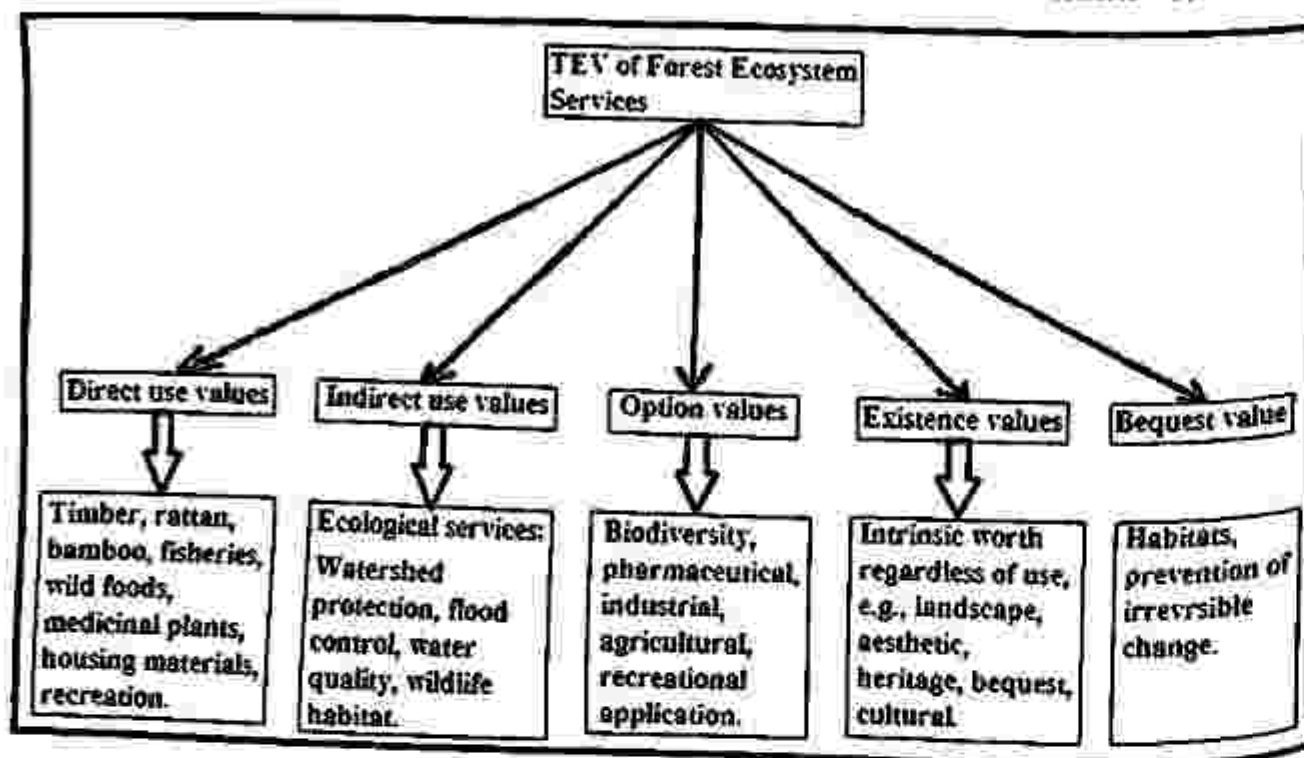 TEV of Forest Ecosystem
Services
Direct use values
Indirect use values
Option values
Existence values
Bequest value
Timber, rattan,
bamboo, fisheries,
wild foods,
medicinal plants,
housing materials,
recreation.
Ecological services:
Watershed
protection, flood
control, water
quality, wildlife
habitat.
Biodiversity,
pharmaceutical,
industrial,
agricultural,
recreational
application.
Intrinsic worth
regardless of use,
e.g., landscape,
aesthetic,
heritage, bequest,
cultural
Habitats,
prevention of
irrevrsible
change.